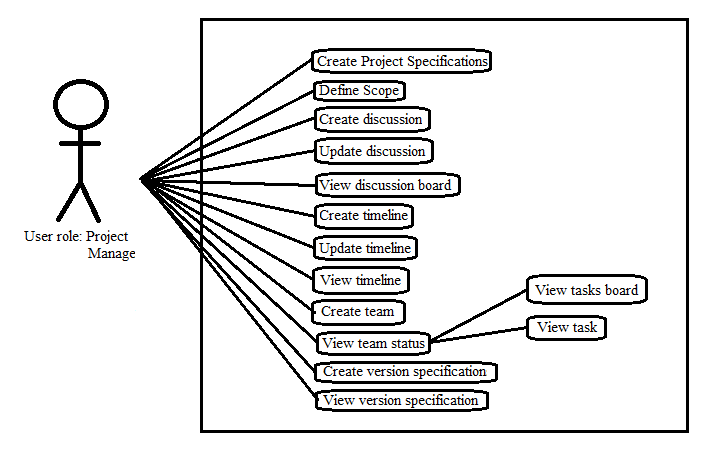 Create Project Specifications
Define Scope
Create discussion
Update discussion
View discussion board
Create timeline
User role: Project
Manage
Update timeline
View timeline
Create team
View team status
Create version specification
View version specification
View tasks board
View task